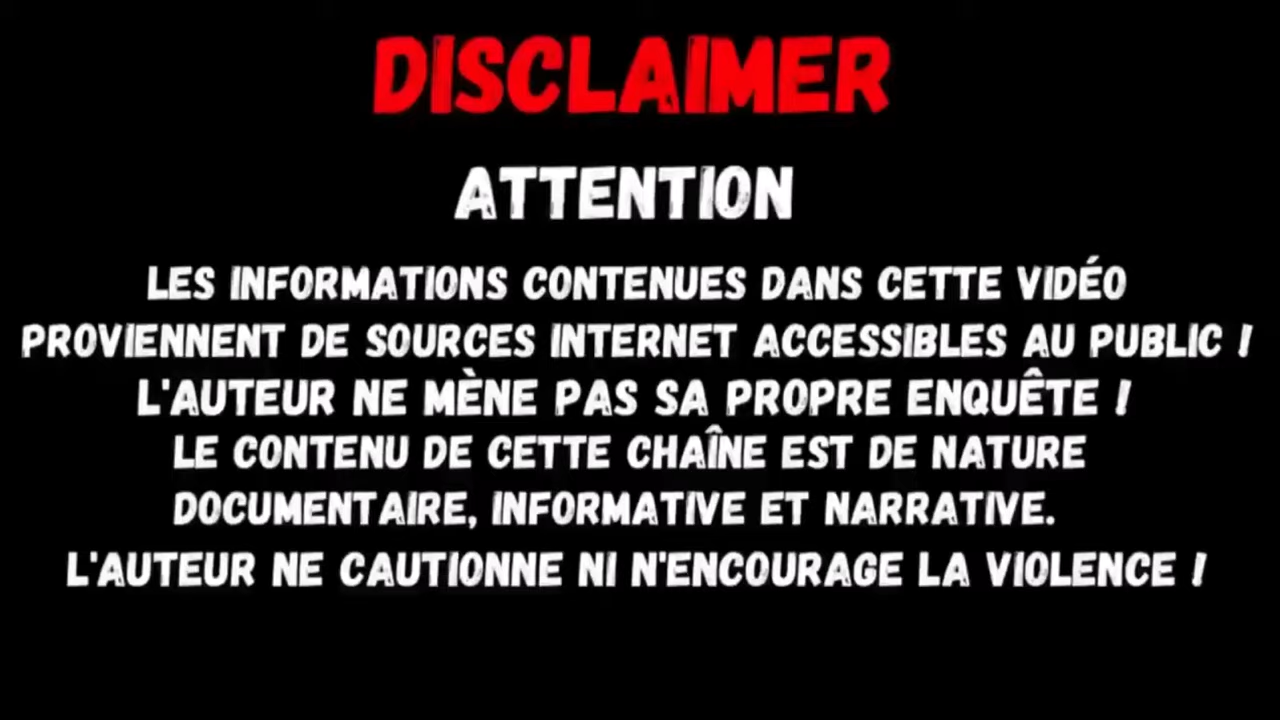 DISCLAIMER
ATTENTION
LES INFORMATIONS CONTENUES DANS CETTE VIDÉO
PROVIENNENT DE SOURCES INTERNET ACCESSIBLES AU PUBLIC !
L'AUTEUR NE MÈNE PAS SA PROPRE ENQUÊTE !
LE CONTENU DE CETTE CHAÎNE EST DE NATURE
DOCUMENTAIRE, INFORMATIVE ET NARRATIVE.
L'AUTEUR NE CAUTIONNE NI N'ENCOURAGE LA VIOLENCE !